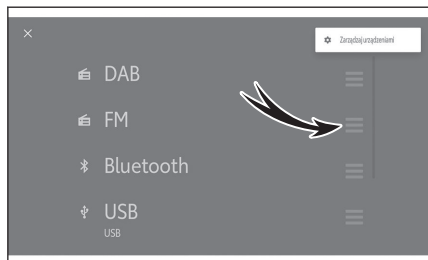 Zarządzaj urządzeniami
DAB
FM
Bluetooth
USB
USB